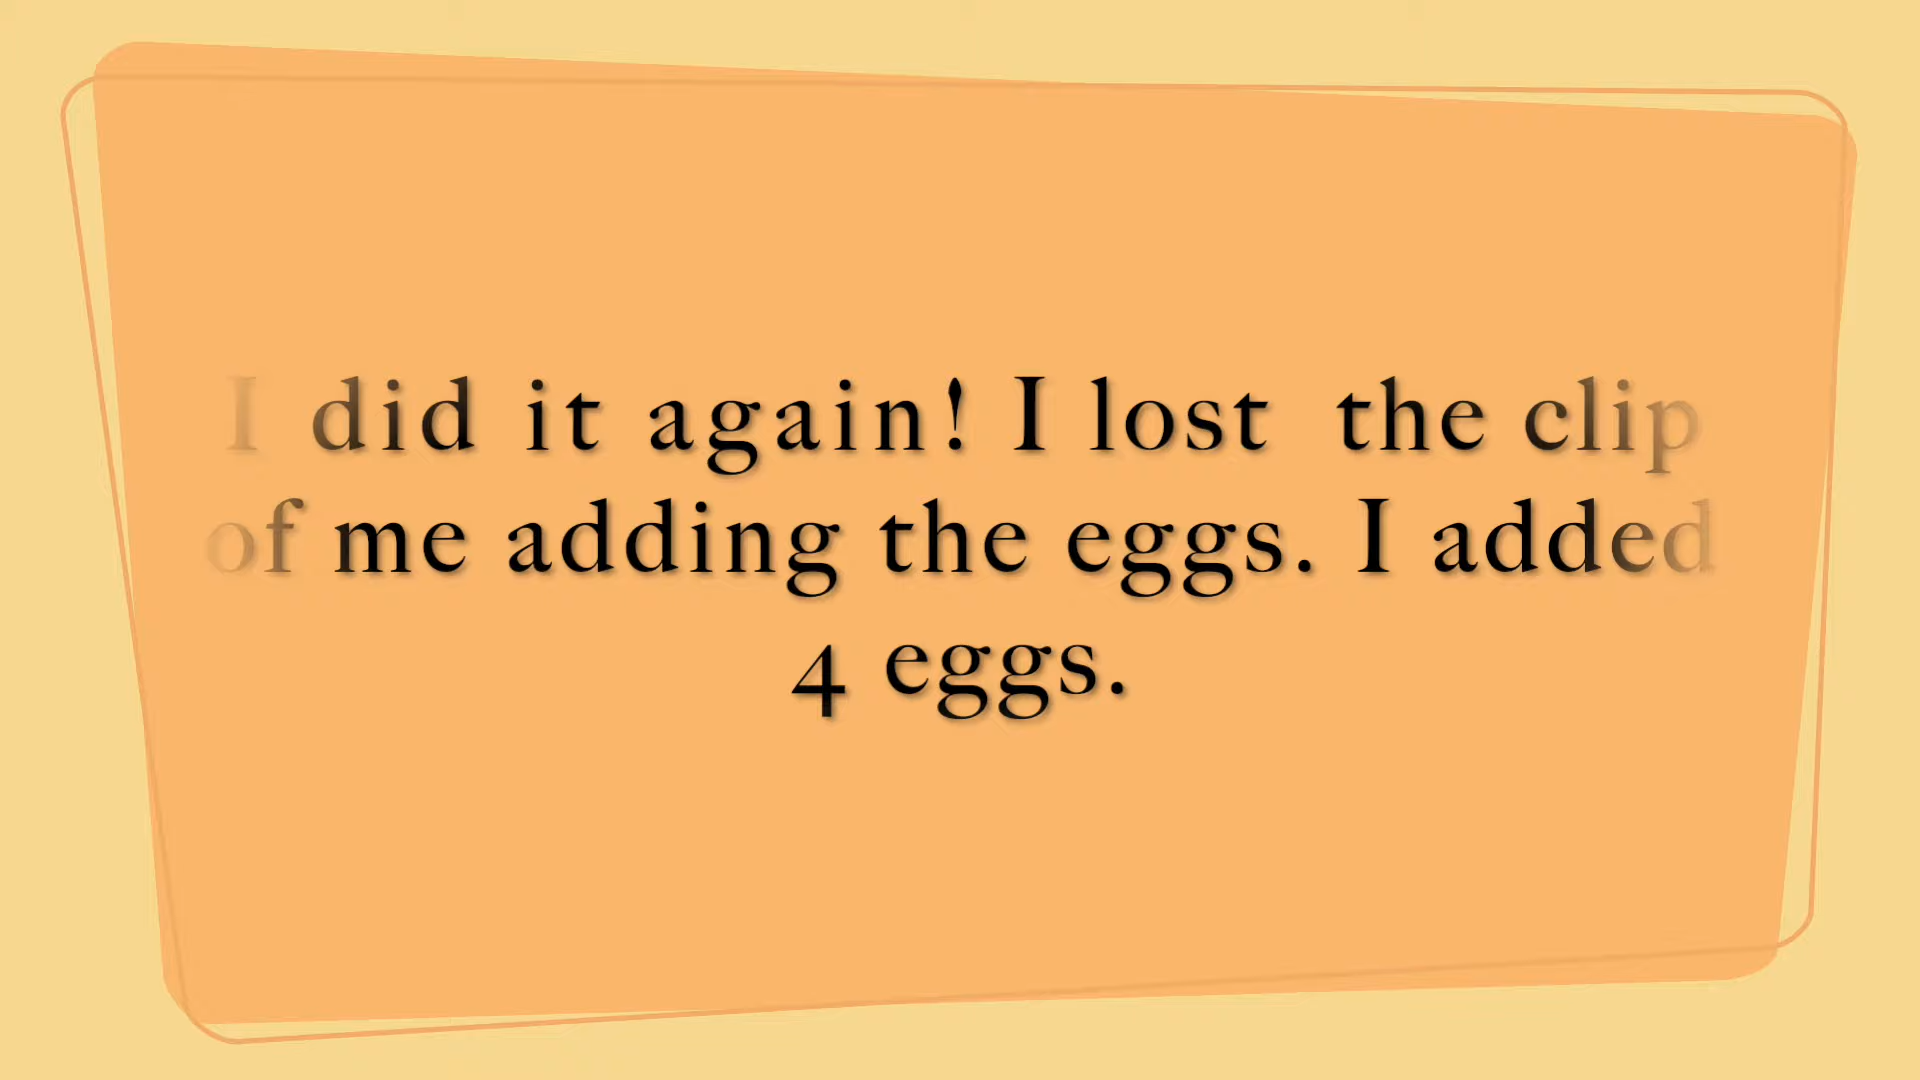 I did it again! I lost the clip
of me adding the eggs. I added
4 eggs.